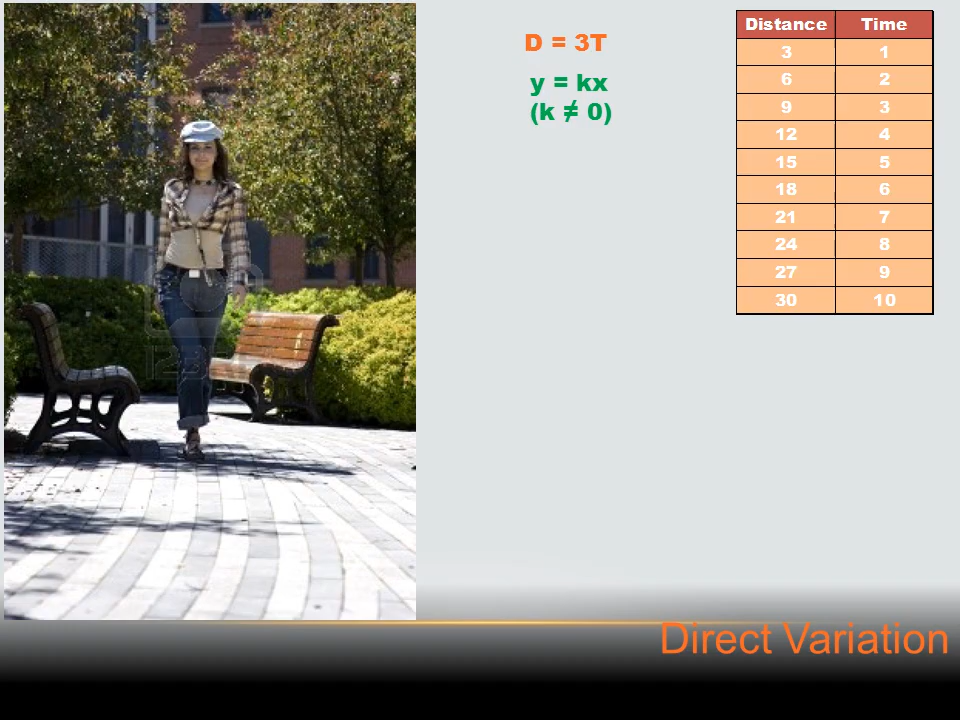 D = 3T
y = kx
(k ≠ 0)
Distance Time
3 1
6 2
9 3
12 4
15 5
18 6
21 7
24 8
27 9
30 10
Direct Variation